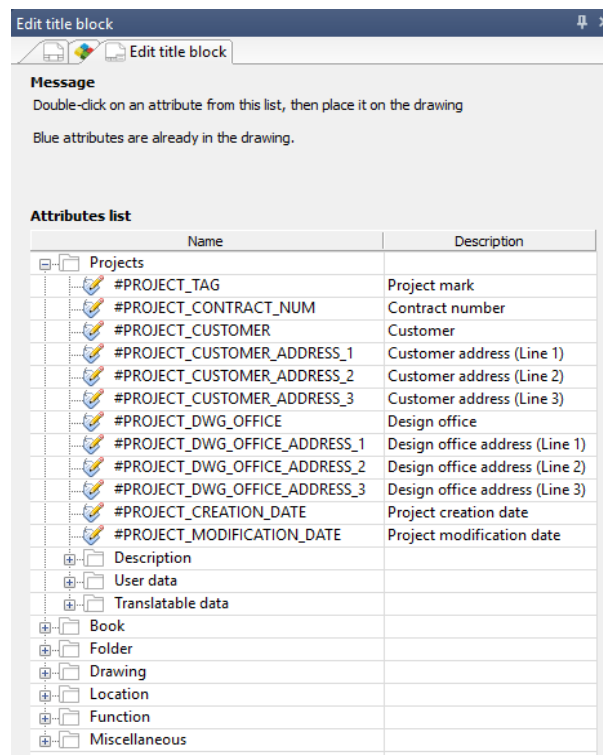 Edit title block
Edit title block
Message
Double-click on an attribute from this list, then place it on the drawing
Blue attributes are already in the drawing.
Attributes list
Name Description
Projects
#PROJECT_TAG Project mark
#PROJECT_CONTRACT_NUM Contract number
#PROJECT_CUSTOMER Customer
#PROJECT_CUSTOMER_ADDRESS_1 Customer address (Line 1)
#PROJECT_CUSTOMER_ADDRESS_2 Customer address (Line 2)
#PROJECT_CUSTOMER_ADDRESS_3 Customer address (Line 3)
#PROJECT_DWG_OFFICE Design office
#PROJECT_DWG_OFFICE_ADDRESS_1 Design office address (Line 1)
#PROJECT_DWG_OFFICE_ADDRESS_2 Design office address (Line 2)
#PROJECT_DWG_OFFICE_ADDRESS_3 Design office address (Line 3)
#PROJECT_CREATION_DATE Project creation date
#PROJECT_MODIFICATION_DATE Project modification date
Description
User data
Translatable data
Book
Folder
Drawing
Location
Function
Miscellaneous